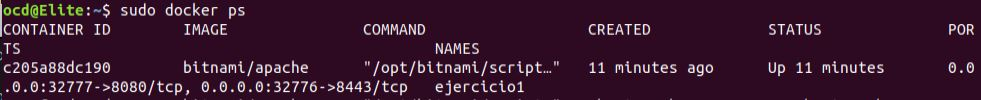 ocd@Elite:~$ sudo docker ps
CONTAINER ID IMAGE COMMAND CREATED STATUS POR
TS NAMES
c205a88dc190 bitnami/apache "/opt/bitnami/script…" 11 minutes ago Up 11 minutes 0.0
.0.0:32777->8080/tcp, 0.0.0.0:32776->8443/tcp ejercicio1